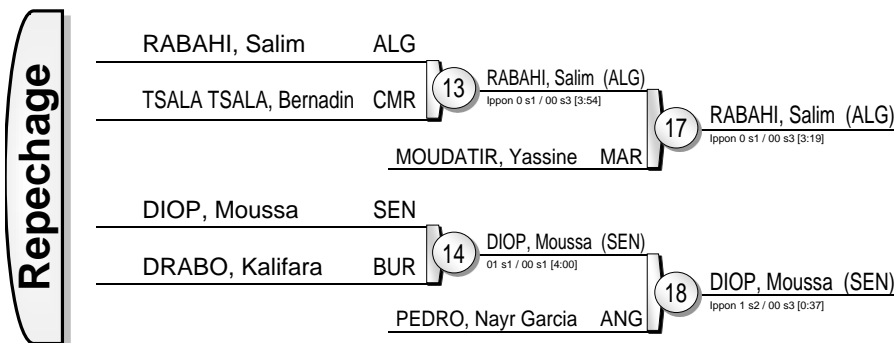 Repechage
RABAHI, Salim ALG
TSALA TSALA, Bernadin CMR
13
RABAHI, Salim (ALG)
Ippon 0 s1 / 00 s3 [3:54]
MOUDATIR, Yassine MAR
17
RABAHI, Salim (ALG)
Ippon 0 s1 / 00 s3 [3:19]
DIOP, Moussa SEN
DRABO, Kalifara BUR
14
DIOP, Moussa (SEN)
01 s1 / 00 s1 [4:00]
PEDRO, Nayr Garcia ANG
18
DIOP, Moussa (SEN)
Ippon 1 s2 / 00 s3 [0:37]